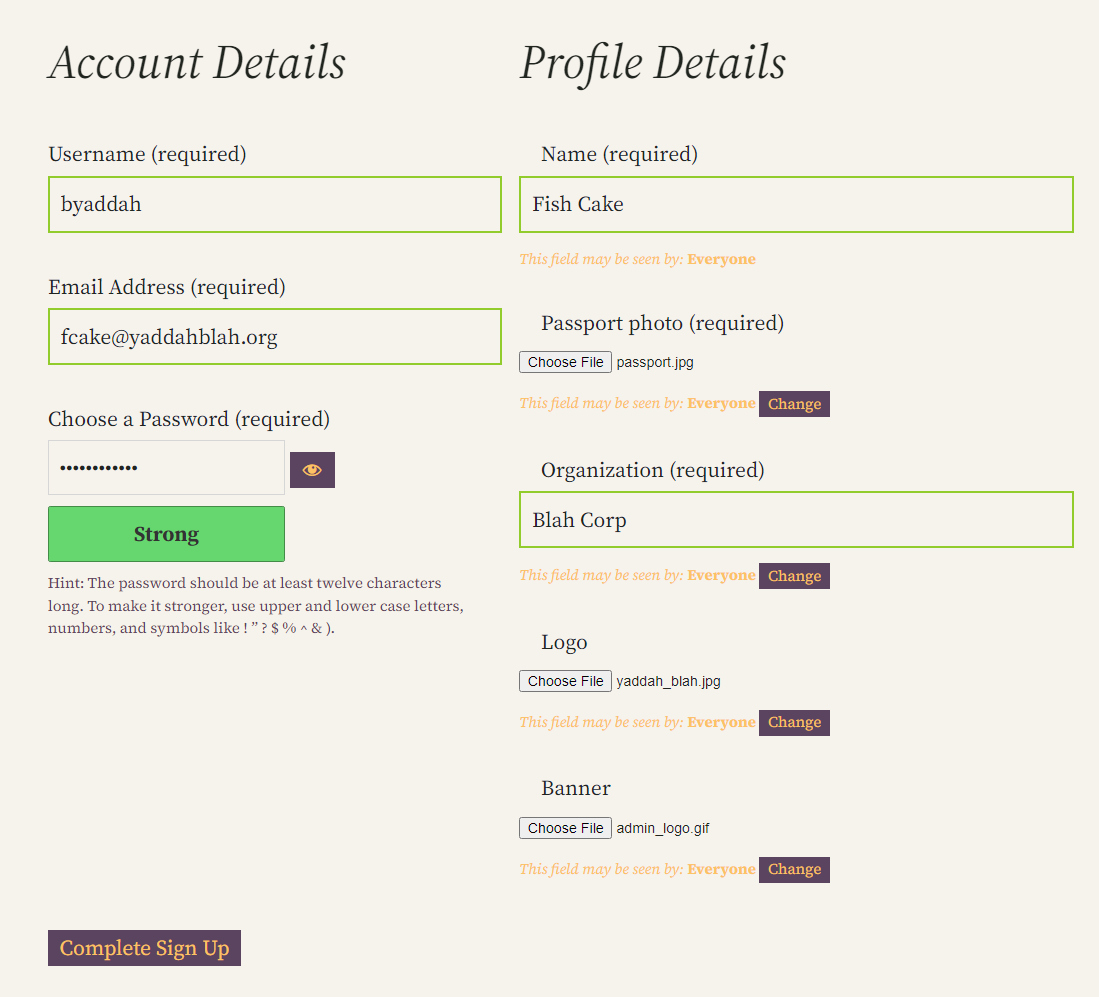 Account Details
Username (required)
byaddah
Email Address (required)
fcake@yaddahblah.org
Choose a Password (required)
••••••••••••
Strong
Hint: The password should be at least twelve characters
long. To make it stronger, use upper and lower case letters,
numbers, and symbols like ! ” ? $ % ^ & ).
Profile Details
Name (required)
Fish Cake
This field may be seen by: Everyone
Passport photo (required)
Choose File passport.jpg
This field may be seen by: Everyone Change
Organization (required)
Blah Corp
This field may be seen by: Everyone Change
Logo
Choose File yaddah_blah.jpg
This field may be seen by: Everyone Change
Banner
Choose File admin_logo.gif
This field may be seen by: Everyone Change
Complete Sign Up